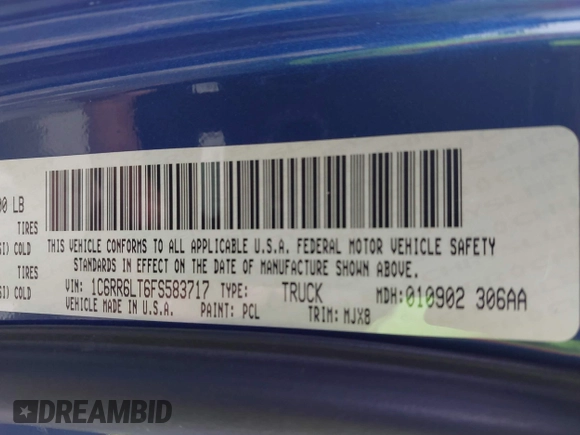 00 LB
TIRES
SI) COLD
TIRES
SI) COLD
THIS VEHICLE CONFORMS TO ALL APPLICABLE U.S.A. FEDERAL MOTOR VEHICLE SAFETY
STANDARDS IN EFFECT ON THE DATE OF MANUFACTURE SHOWN ABOVE.
VIN: 1C6RR6LT6FS583717 TYPE: TRUCK MDH: 010902 306AA
VEHICLE MADE IN U.S.A. PAINT: PCL TRIM: MJX8
DREAMBID